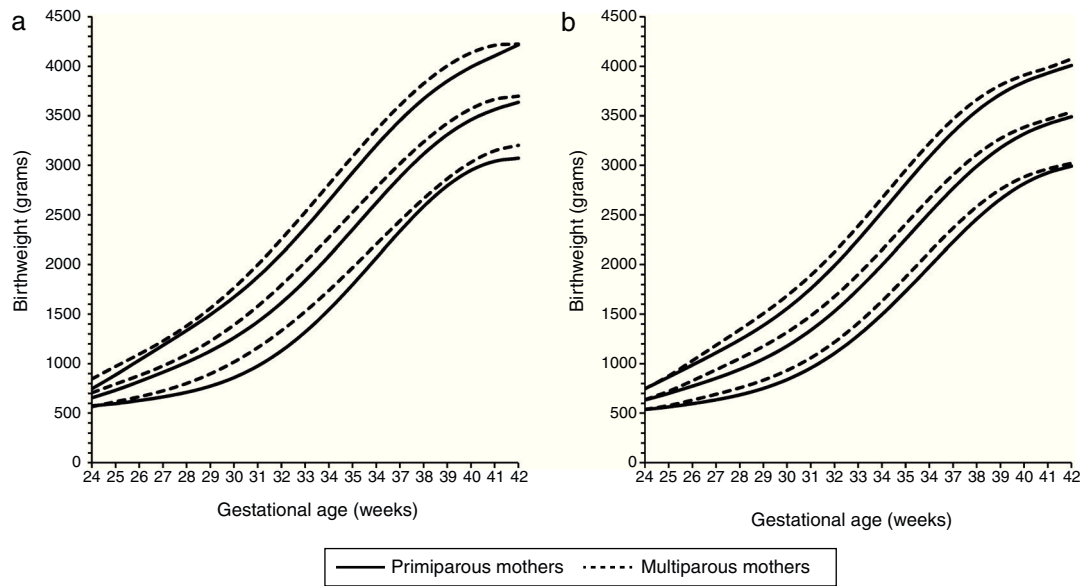 a
4500
4000
3500
3000
2500
2000
1500
1000
500
0
Birthweight (grams)
24 25 26 27 28 29 30 31 32 33 34 35 34 37 38 39 40 41 42
Gestational age (weeks)
b
4500
4000
3500
3000
2500
2000
1500
1000
500
0
Birthweight (grams)
24 25 26 27 28 29 30 31 32 33 34 35 34 37 38 39 40 41 42
Gestational age (weeks)
Primiparous mothers
Multiparous mothers